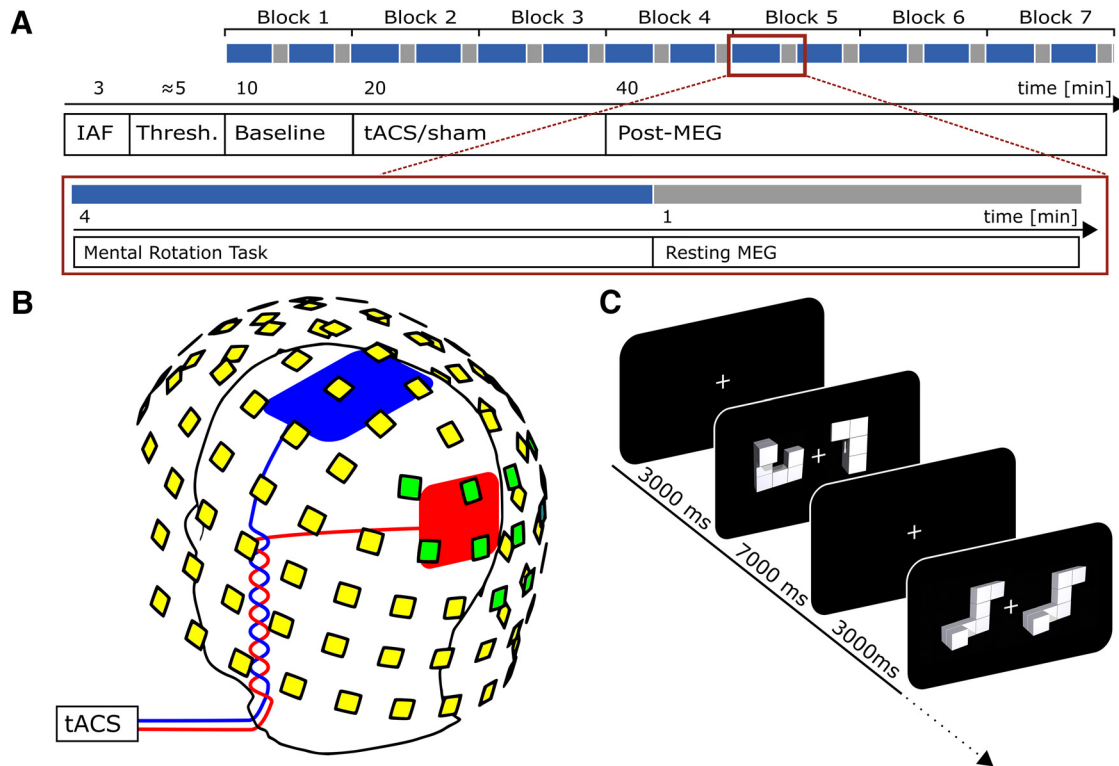 A
Block 1 Block 2 Block 3 Block 4 Block 5 Block 6 Block 7
3 ≈5 10 20 40 time [min]
IAF Thresh. Baseline tACS/sham Post-MEG
4 1 time [min]
Mental Rotation Task Resting MEG
B
tACS
C
3000 ms
7000 ms
3000ms